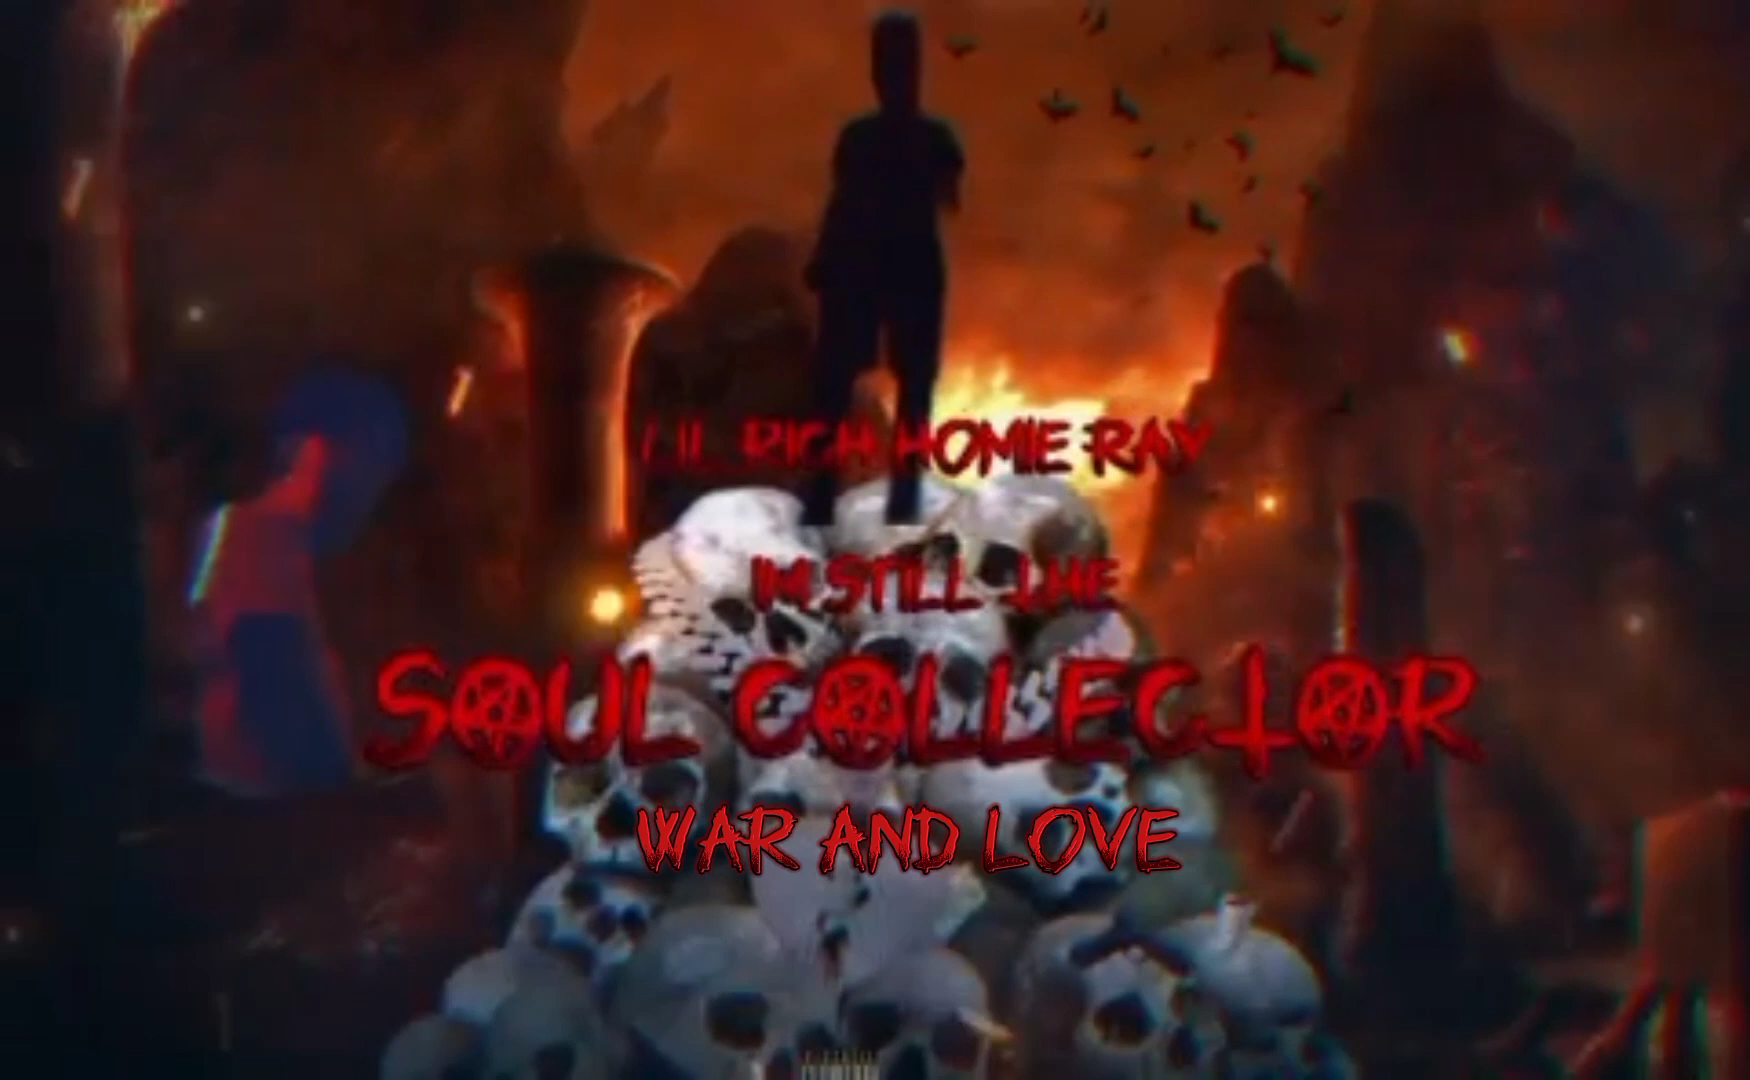 LIL RICH HOMIE RAY
IM STILL THE
SOUL COLLECTOR
WAR AND LOVE